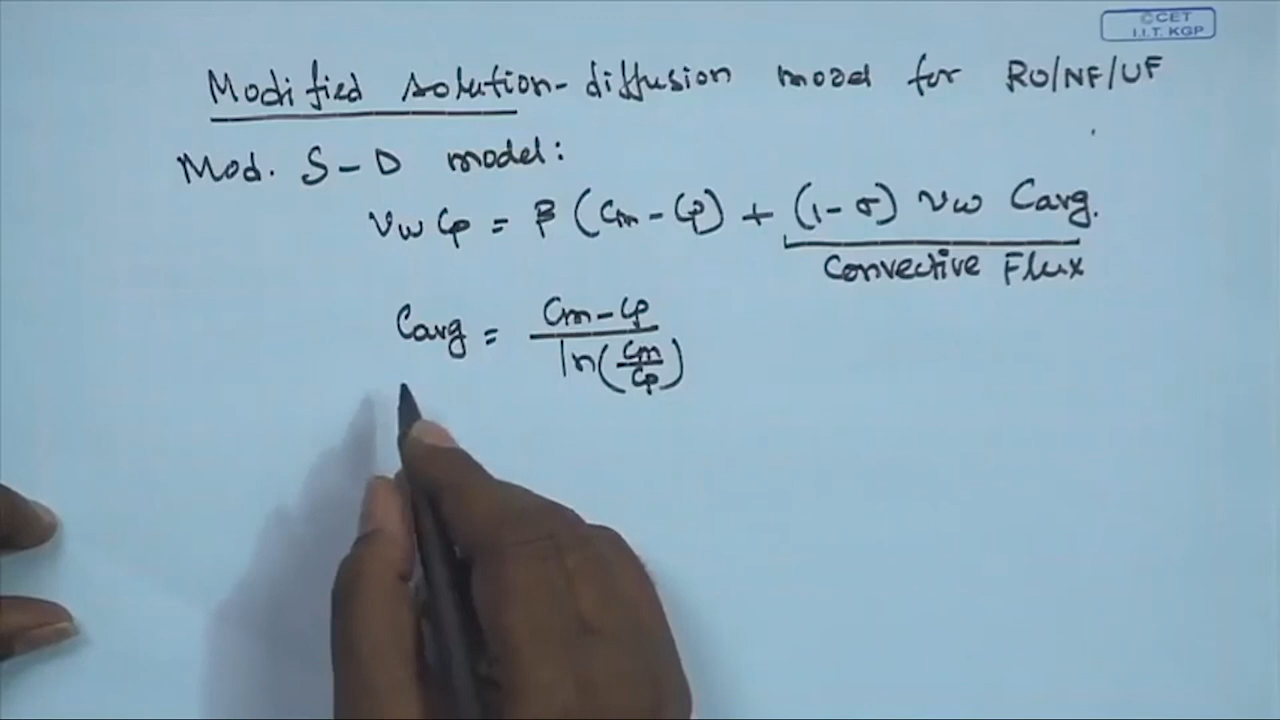 ©CET
I.I.T. KGP
Modified solution-diffusion model for RO/NF/UF
Mod. S-D model:
vw Cp = B (Cm - Cp) + (1-σ) vw Cavg.
Convective Flux
Cavg = Cm-Cp / ln(Cm/Cp)